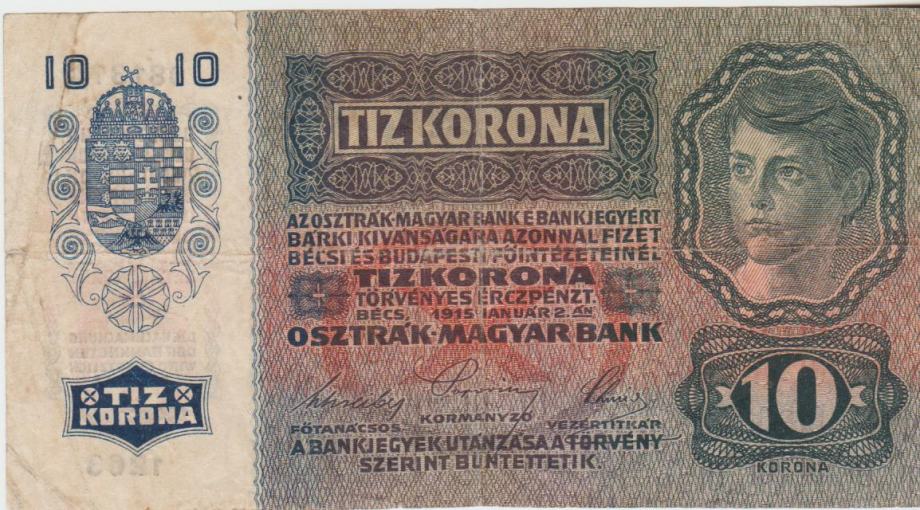 10 10
TIZ KORONA
AZ OSZTRÁK-MAGYAR BANK E BANKJEGYÉRT
BÁRKI KIVÁNSÁGÁRA AZONNAL FIZET
BÉCSI ÉS BUDAPESTI FŐINTÉZETEINÉL
TIZ KORONA
TÖRVÉNYES ÉRCZPÉNZT.
BÉCS, 1915 JANUÁR 2.ÁN
OSZTRÁK-MAGYAR BANK
FŐTANÁCSOS KORMÁNYZÓ VEZÉRTITKÁR
A BANKJEGYEK UTÁNZÁSA A TÖRVÉNY
SZERINT BÜNTETTETIK.
TIZ
KORONA
10
KORONA